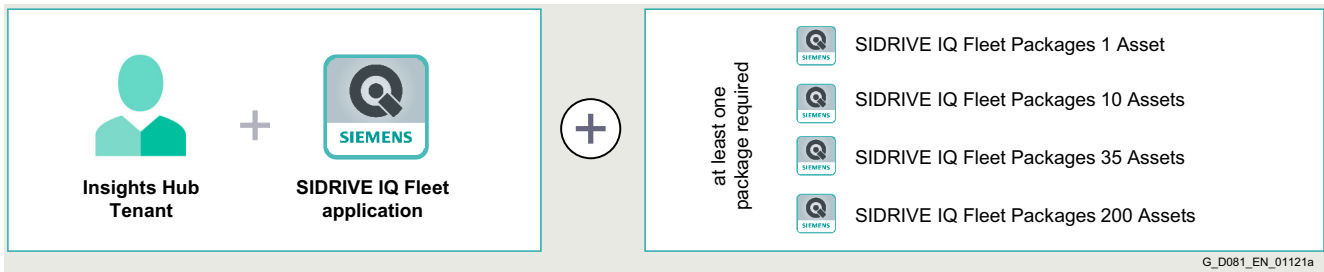 SIEMENS
Insights Hub
Tenant
SIDRIVE IQ Fleet
application
at least one
package required
SIEMENS
SIDRIVE IQ Fleet Packages 1 Asset
SIEMENS
SIDRIVE IQ Fleet Packages 10 Assets
SIEMENS
SIDRIVE IQ Fleet Packages 35 Assets
SIEMENS
SIDRIVE IQ Fleet Packages 200 Assets
G_D081_EN_01121a